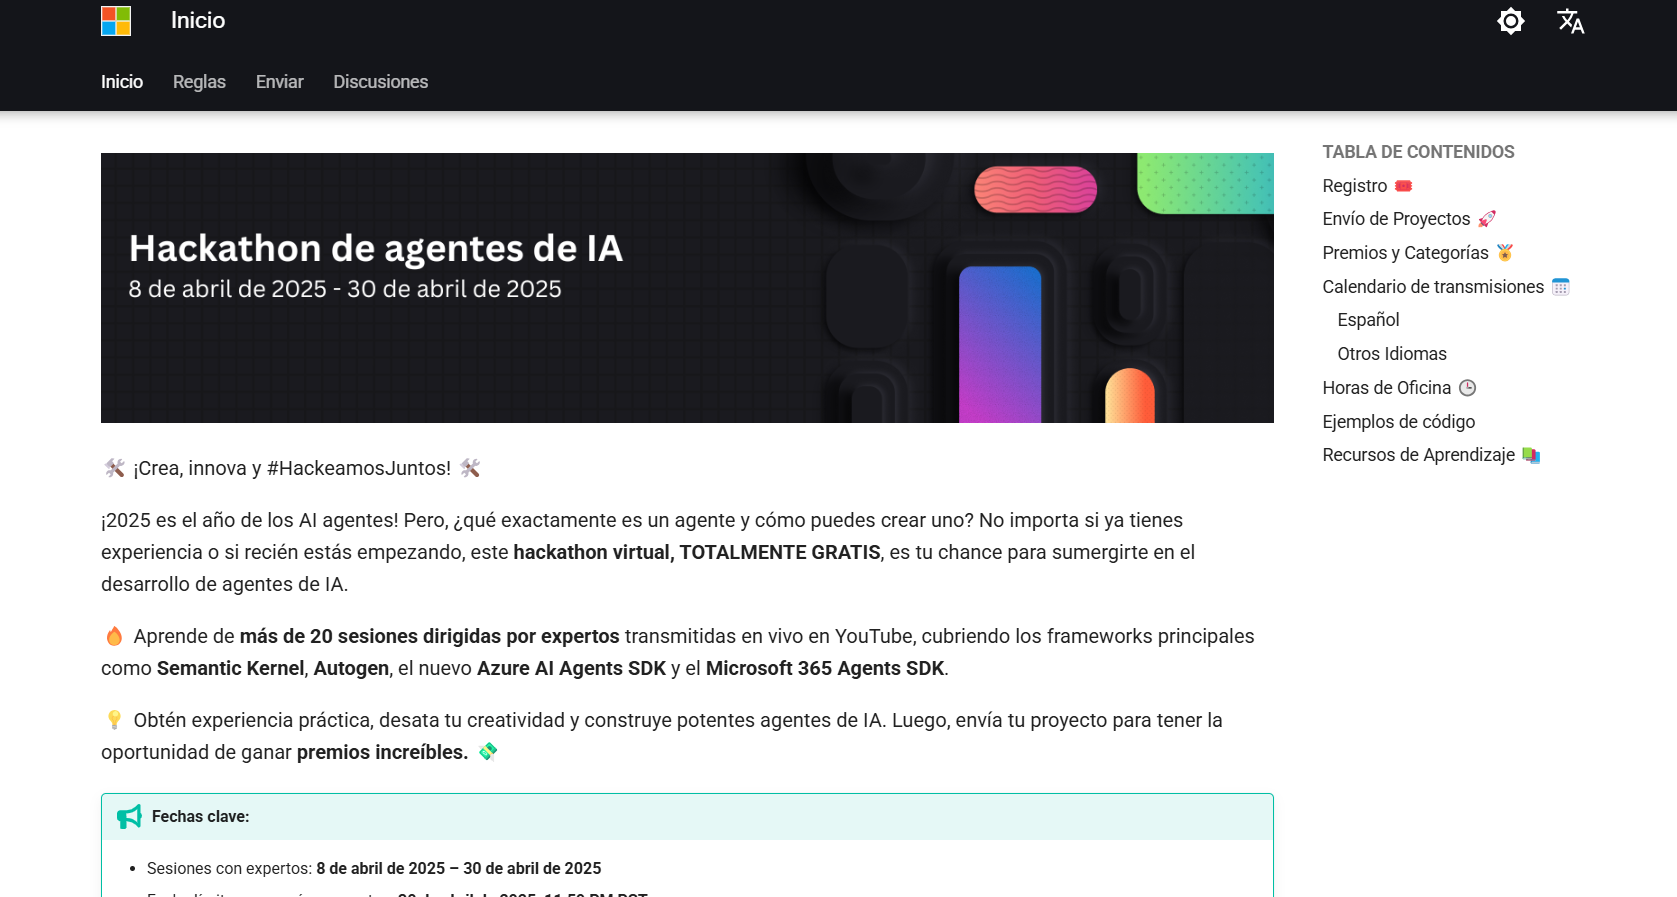 Inicio
Inicio
Reglas
Enviar
Discusiones
Hackathon de agentes de IA
8 de abril de 2025 - 30 de abril de 2025
🛠️ ¡Crea, innova y #HackeamosJuntos! 🛠️
¡2025 es el año de los AI agentes! Pero, ¿qué exactamente es un agente y cómo puedes crear uno? No importa si ya tienes
experiencia o si recién estás empezando, este hackathon virtual, TOTALMENTE GRATIS, es tu chance para sumergirte en el
desarrollo de agentes de IA.
🔥 Aprende de más de 20 sesiones dirigidas por expertos transmitidas en vivo en YouTube, cubriendo los frameworks principales
como Semantic Kernel, Autogen, el nuevo Azure AI Agents SDK y el Microsoft 365 Agents SDK.
💡 Obtén experiencia práctica, desata tu creatividad y construye potentes agentes de IA. Luego, envía tu proyecto para tener la
oportunidad de ganar premios increíbles. 💸
Fechas clave:
• Sesiones con expertos: 8 de abril de 2025 – 30 de abril de 2025
TABLA DE CONTENIDOS
Registro 🎟️
Envío de Proyectos 🚀
Premios y Categorías 🏅
Calendario de transmisiones 📅
Español
Otros Idiomas
Horas de Oficina 🕒
Ejemplos de código
Recursos de Aprendizaje 📚